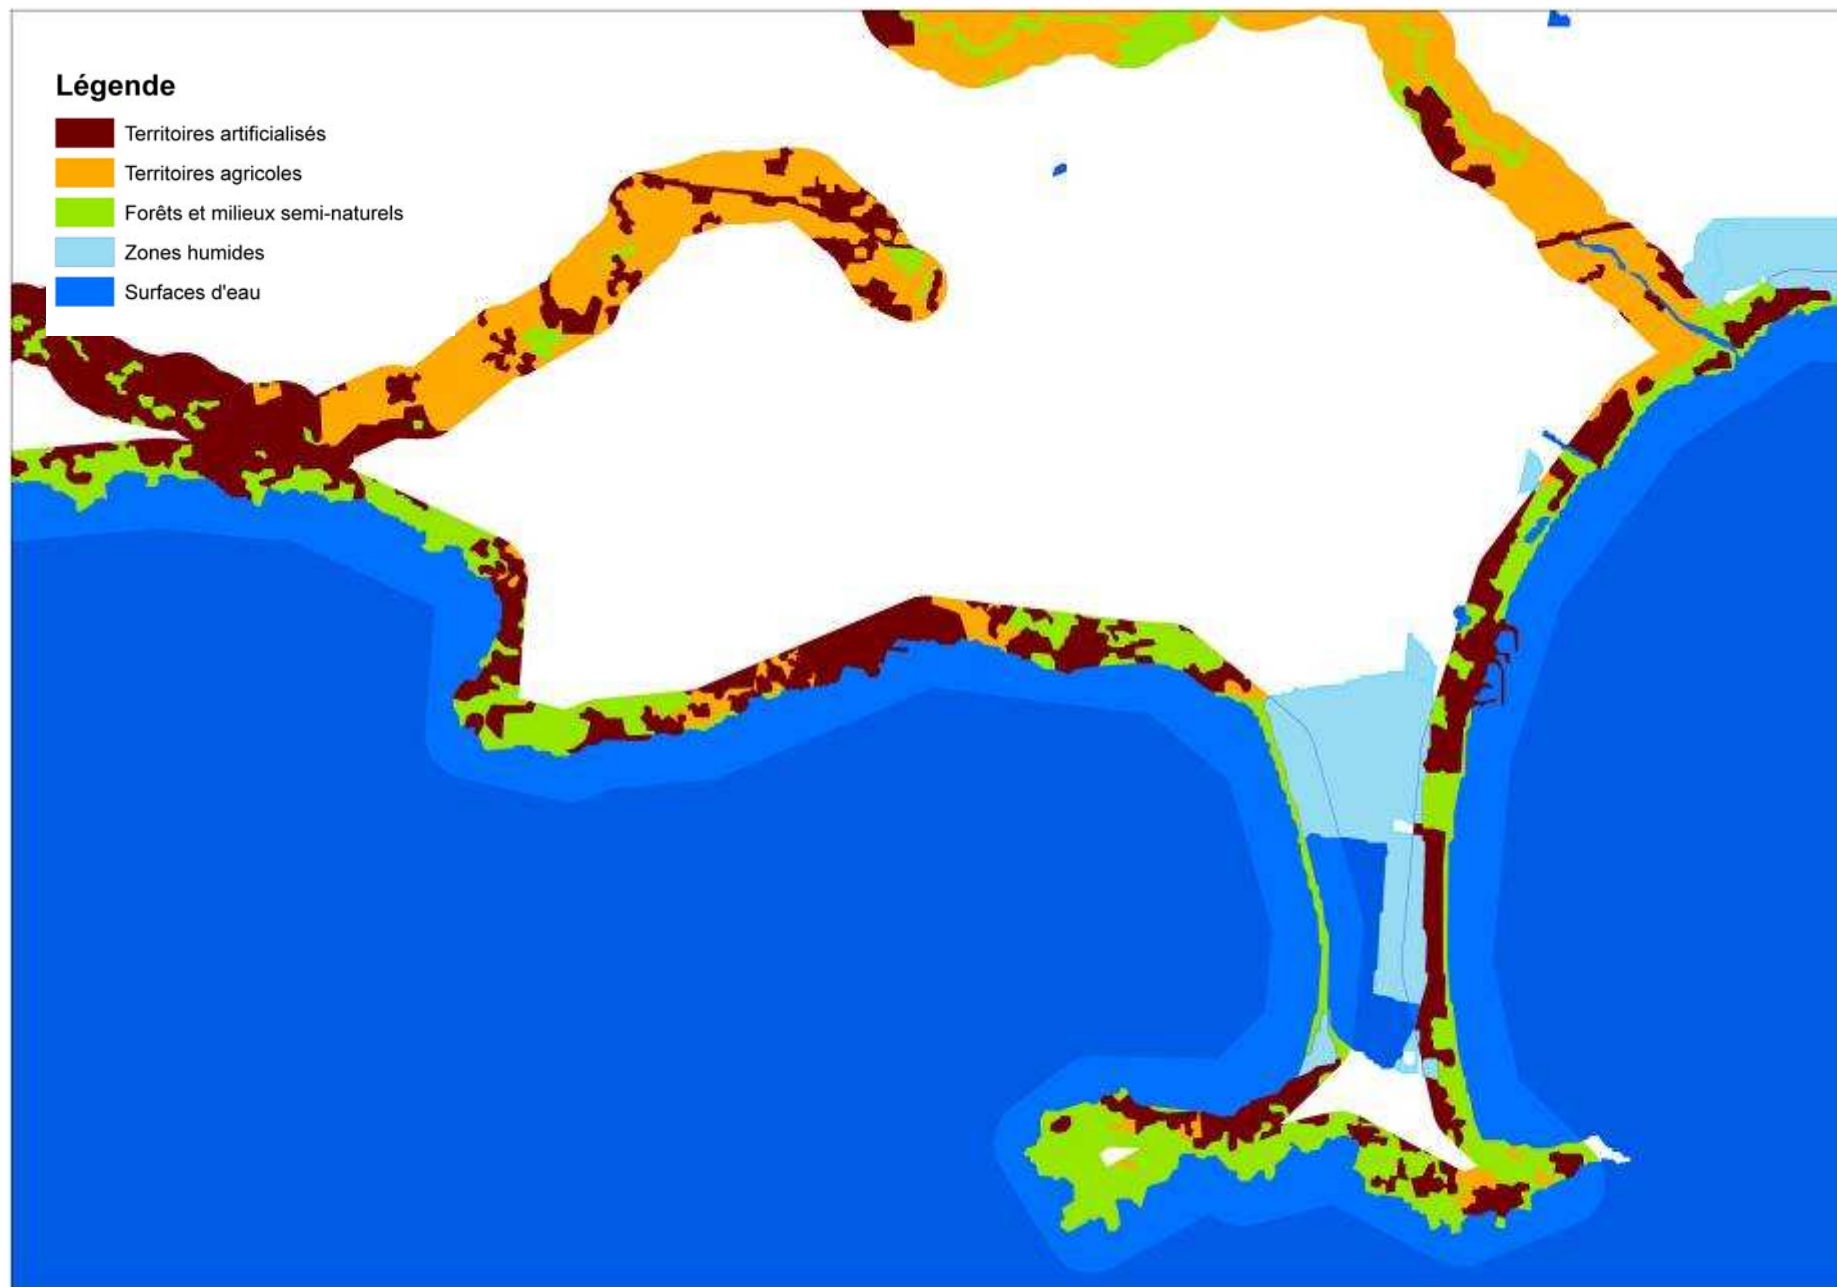 Légende
Territoires artificialisés
Territoires agricoles
Forêts et milieux semi-naturels
Zones humides
Surfaces d'eau